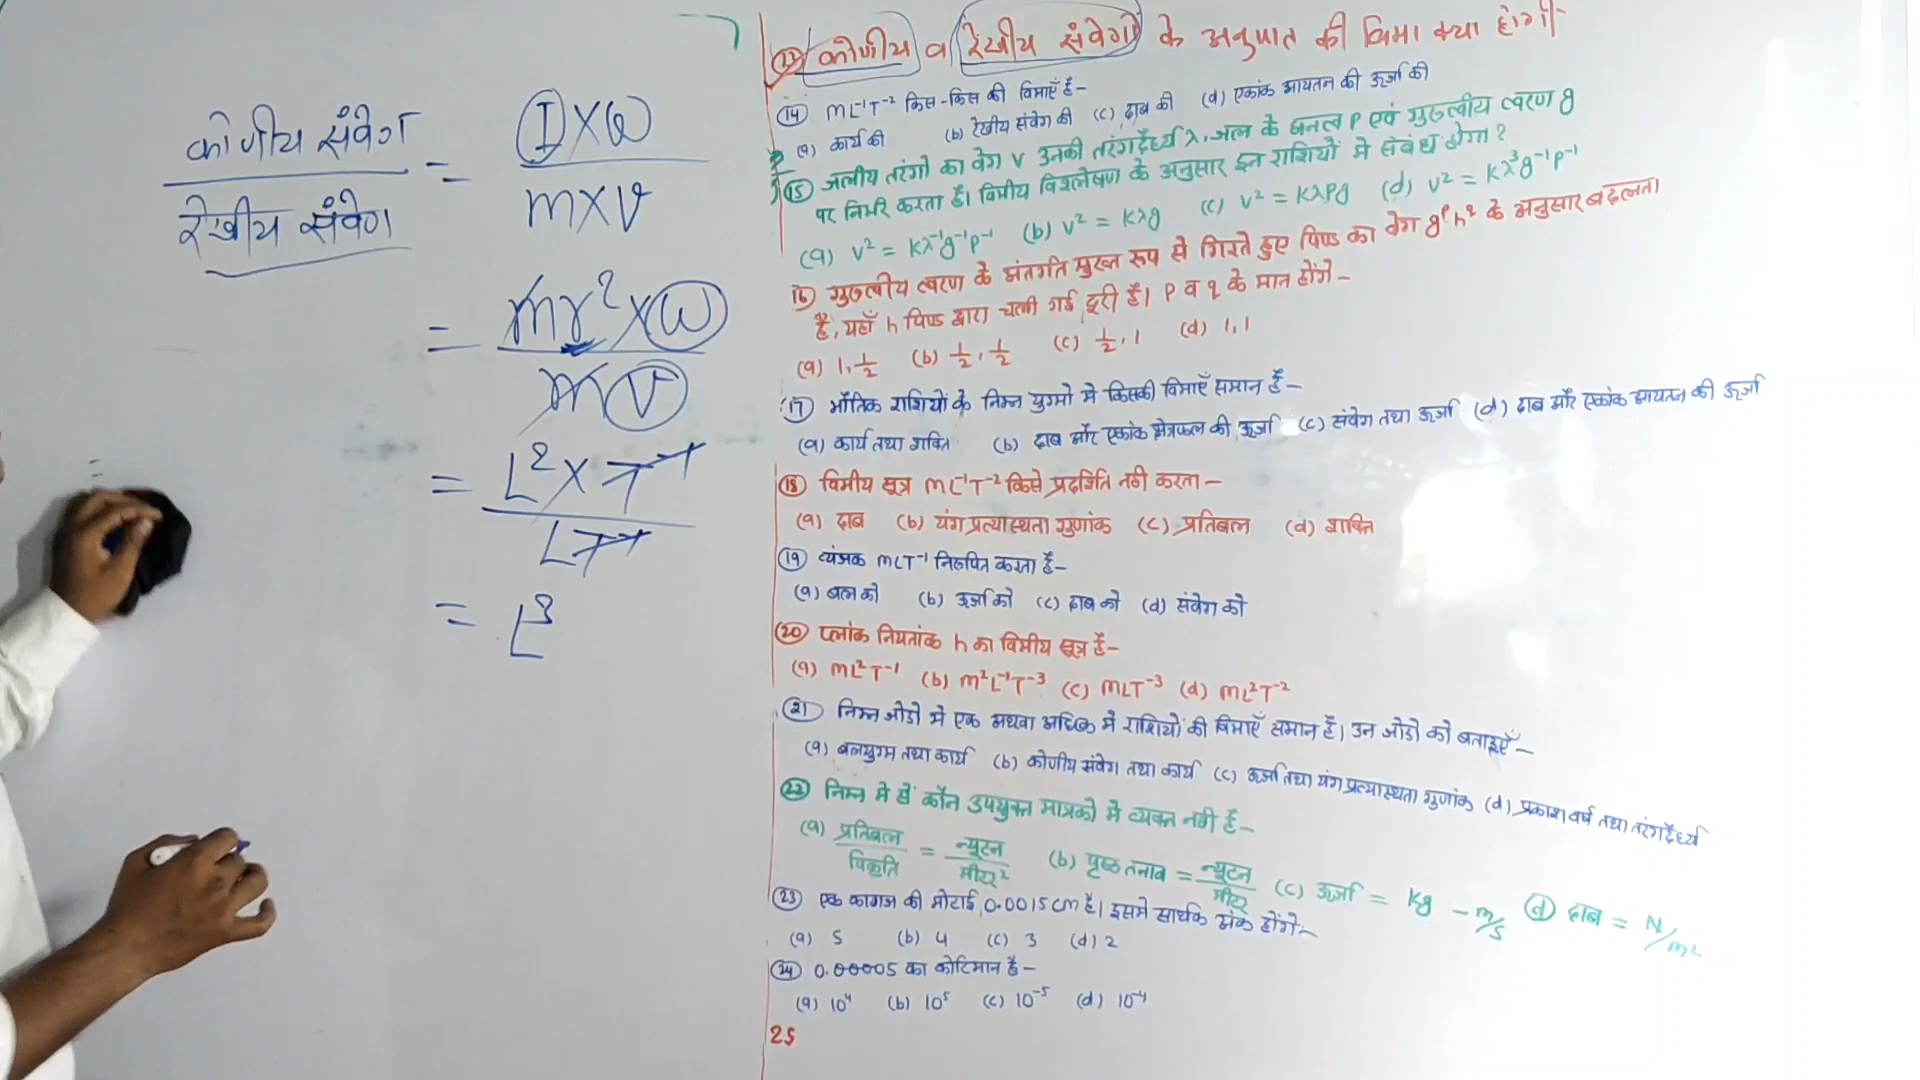 कोणीय संवेग / रेखीय संवेग = I×ω / m×v
= mr²×ω / mv
= L²×T⁻¹ / LT⁻¹
= L³
(13) कोणीय व रेखीय संवेगों के अनुपात की विमा क्या होगी-
(14) ML⁻¹T⁻² किस-किस की विमाएँ हैं-
(a) कार्य की (b) रेखीय संवेग की (c) दाब की (d) एकांक आयतन की ऊर्जा की
(15) जलीय तरंगो का वेग v उनकी तरंगदैर्ध्य λ, जल के घनत्व P एवं गुरुत्वीय त्वरण g
पर निर्भर करता है। विमीय विश्लेषण के अनुसार इन राशियों मे संबंध होगा?
(a) v² = Kλ⁻¹g⁻¹p⁻¹ (b) v² = Kλg (c) v² = Kλpg (d) v² = Kλ³g⁻¹p⁻¹
16) गुरुत्वीय त्वरण के अंतर्गत मुक्त रूप से गिरते हुए पिण्ड का वेग gᵖh^q के अनुसार बदलता
है, यहाँ h पिण्ड द्वारा चली गई दूरी है। P व q के मान होंगे-
(a) 1, 1/2 (b) 1/2, 1/2 (c) 1/2, 1 (d) 1, 1
17) भौतिक राशियों के निम्न युग्मो मे किसकी विमाएँ समान हैं-
(a) कार्य तथा शक्ति (b) दाब और एकांक क्षेत्रफल की ऊर्जा (c) संवेग तथा ऊर्जा (d) दाब और एकांक आयतन की ऊर्जा
(18) विमीय सूत्र ML⁻¹T⁻² किसे प्रदर्शित नही करता-
(a) दाब (b) यंग प्रत्यास्थता गुणांक (c) प्रतिबल (d) शक्ति
(19) व्यंजक MLT⁻¹ निरूपित करता है-
(a) बल को (b) ऊर्जा को (c) दाब को (d) संवेग को
(20) प्लांक नियतांक h का विमीय सूत्र है-
(a) ML²T⁻¹ (b) M²L⁻¹T⁻³ (c) MLT⁻³ (d) ML²T⁻²
(21) निम्न जोडो मे एक अथवा अधिक मे राशियों की विमाएँ समान हैं। उन जोडो को बताइएँ-
(a) बलयुग्म तथा कार्य (b) कोणीय संवेग तथा कार्य (c) ऊर्जा तथा यंग प्रत्यास्थता गुणांक (d) प्रकाश वर्ष तथा तरंगदैर्ध्य
(22) निम्न मे से कौन उपयुक्त मात्रको मे व्यक्त नही है-
(a) प्रतिबल/विकृति = न्यूटन/मीटर² (b) पृष्ठ तनाव = न्यूटन/मीटर (c) ऊर्जा = Kg - m/s (d) दाब = N/m²
(23) एक कागज की मोटाई 0.0015 cm है। इसमे सार्थक अंक होंगे-
(a) 5 (b) 4 (c) 3 (d) 2
(24) 0.00005 का कोटिमान है-
(a) 10⁴ (b) 10⁵ (c) 10⁻⁵ (d) 10⁻⁴
25